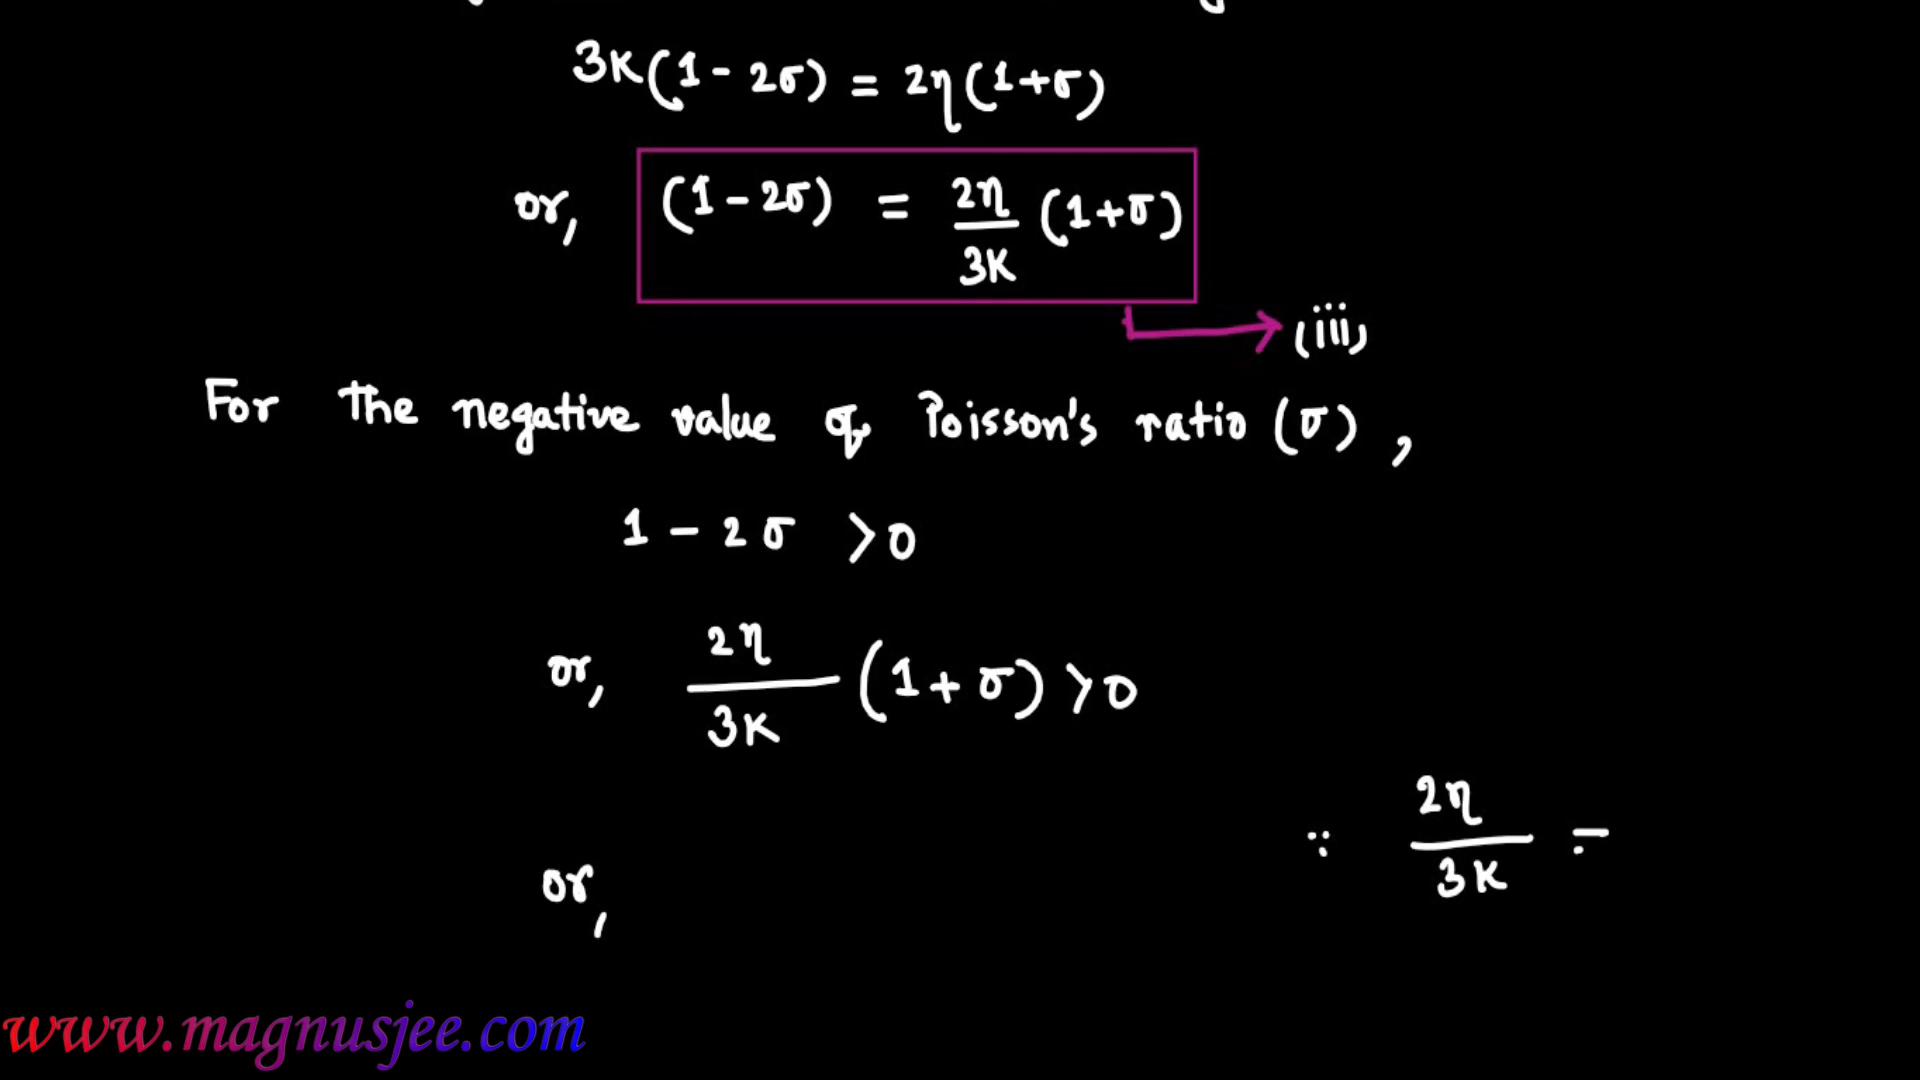 3K(1 - 2σ) = 2η(1+σ)
or, (1 - 2σ) = 2η/3K (1+σ)
(iii)
For the negative value of Poisson's ratio (σ),
1 - 2σ > 0
or, 2η/3K (1 + σ) > 0
∵ 2η/3K =
or,
www.magnusjee.com